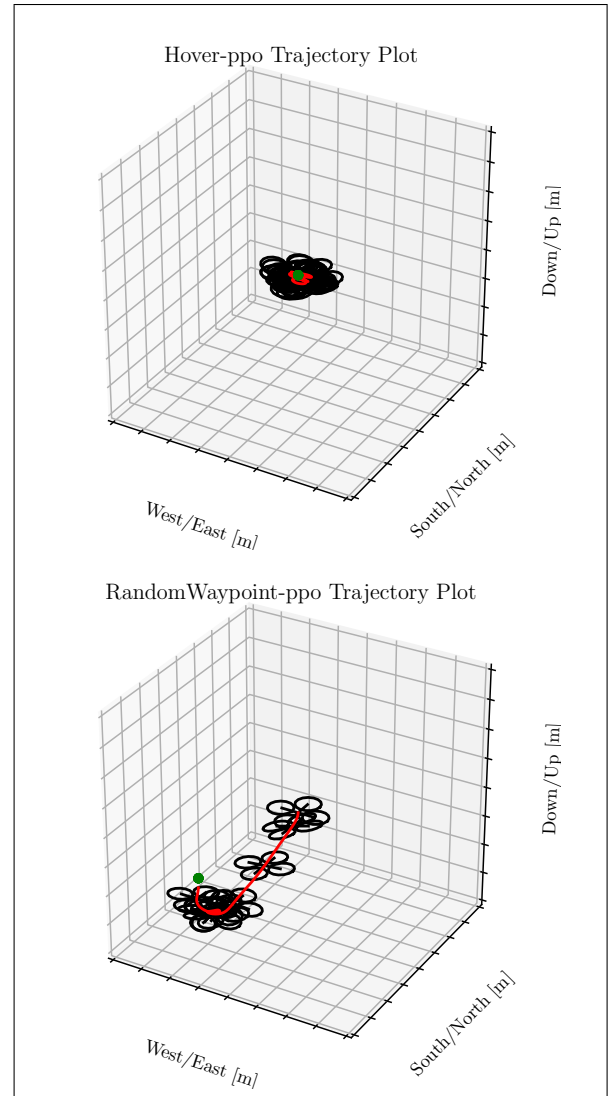 Hover-ppo Trajectory Plot
Down/Up [m]
South/North [m]
West/East [m]
RandomWaypoint-ppo Trajectory Plot
Down/Up [m]
South/North [m]
West/East [m]